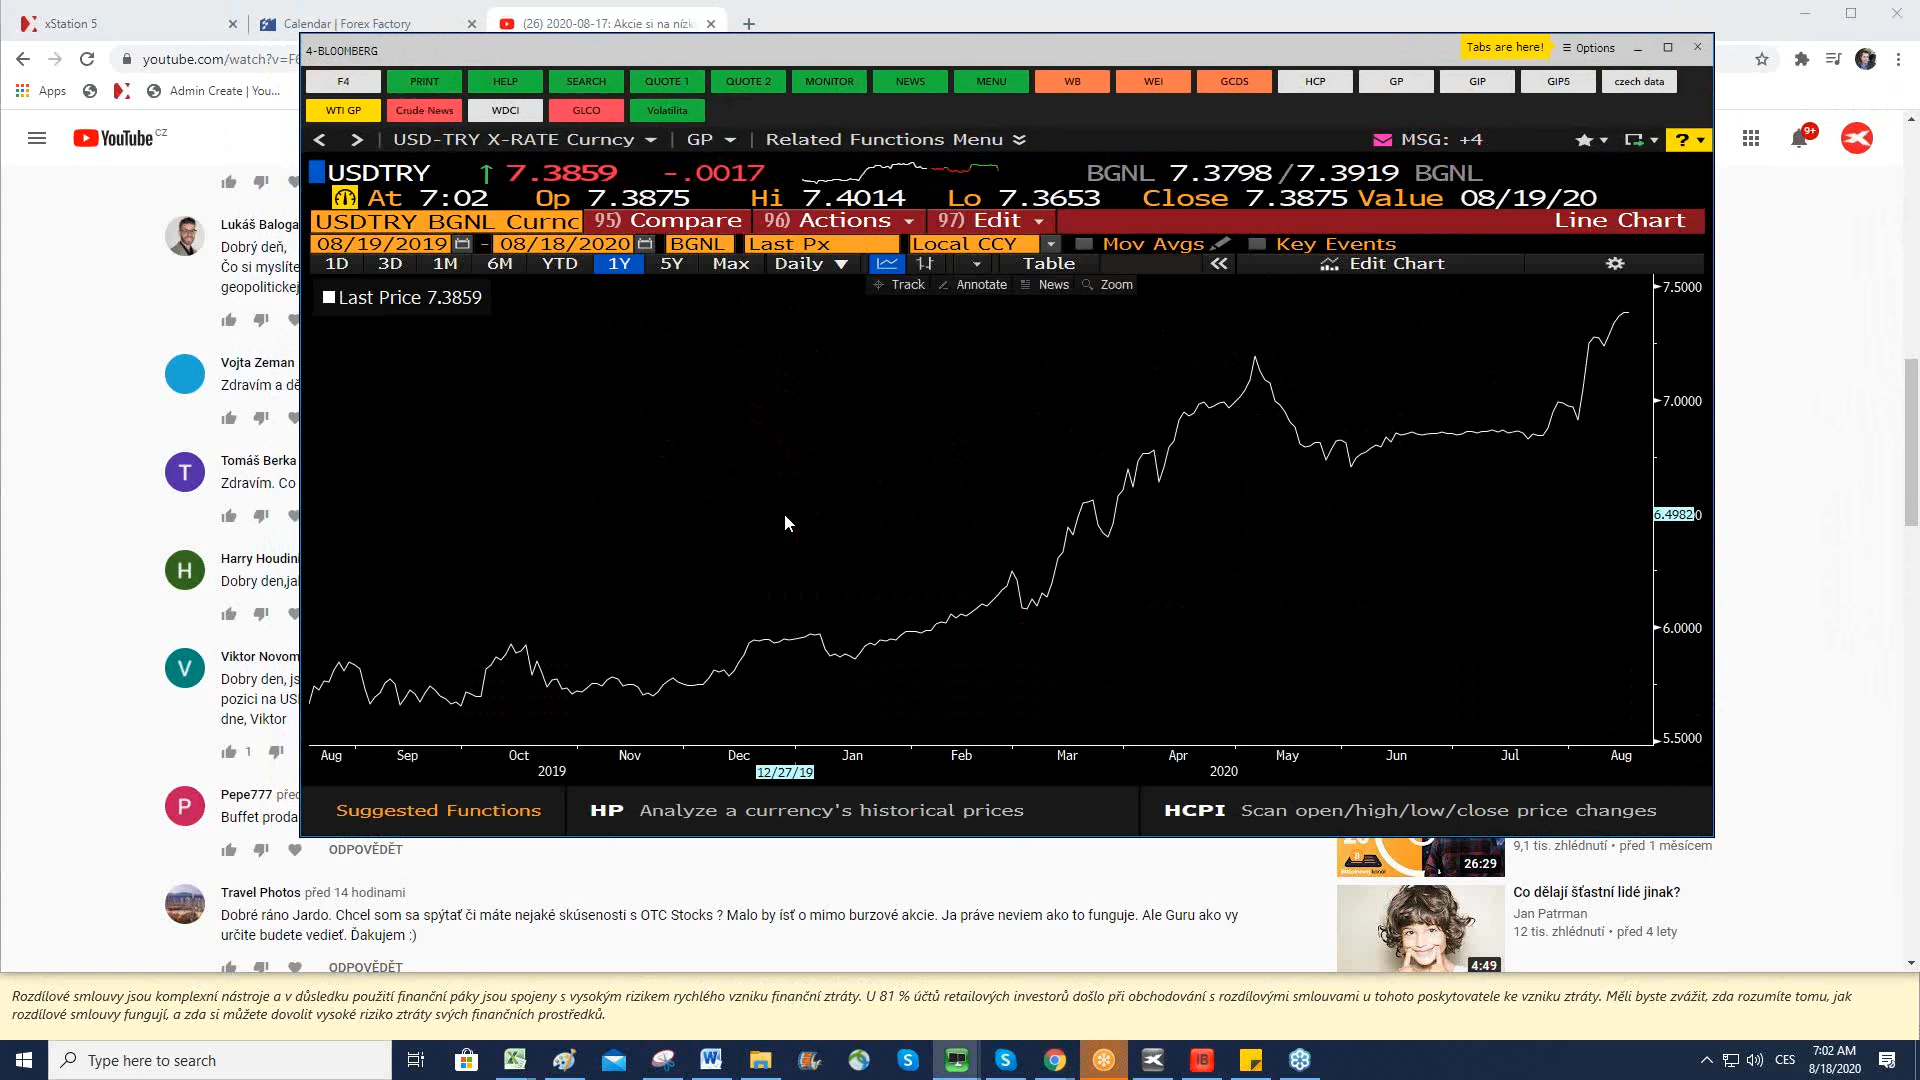 xStation 5
Calendar | Forex Factory
(26) 2020-08-17: Akcie si na nízk
youtube.com/watch?v=F6
Apps
Admin Create | You...
YouTube CZ
9+
4-BLOOMBERG
Tabs are here!
Options
F4 PRINT HELP SEARCH QUOTE 1 QUOTE 2 MONITOR NEWS MENU WB WEI GCDS HCP GP GIP GIP5 czech data
WTI GP Crude News WDCI GLCO Volatilita
USD-TRY X-RATE Curncy GP Related Functions Menu MSG: +4 ?
USDTRY 7.3859 -.0017 BGNL 7.3798/7.3919 BGNL
At 7:02 Op 7.3875 Hi 7.4014 Lo 7.3653 Close 7.3875 Value 08/19/20
USDTRY BGNL Curnc 95) Compare 96) Actions 97) Edit Line Chart
08/19/2019 - 08/18/2020 BGNL Last Px Local CCY Mov Avgs Key Events
1D 3D 1M 6M YTD 1Y 5Y Max Daily Table Edit Chart
Track Annotate News Zoom
Last Price 7.3859
7.5000
7.0000
6.4982
6.0000
5.5000
Aug Sep Oct Nov Dec Jan Feb Mar Apr May Jun Jul Aug
2019 12/27/19 2020
Suggested Functions HP Analyze a currency's historical prices HCPI Scan open/high/low/close price changes
Lukáš Baloga
Dobrý deň,
Čo si myslíte
geopolitickej
Vojta Zeman
Zdravím a dě
T
Tomáš Berka
Zdravím. Co
H
Harry Houdini
Dobry den,jal
V
Viktor Novom
Dobry den, js
pozici na US
dne, Viktor
1
P
Pepe777 před
Buffet proda
ODPOVĚDĚT
Travel Photos před 14 hodinami
Dobré ráno Jardo. Chcel som sa spýtať či máte nejaké skúsenosti s OTC Stocks ? Malo by ísť o mimo burzové akcie. Ja práve neviem ako to funguje. Ale Guru ako vy
určite budete vedieť. Ďakujem :)
ODPOVĚDĚT
26:29
9,1 tis. zhlédnutí • před 1 měsícem
Co dělají šťastní lidé jinak?
Jan Patrman
12 tis. zhlédnutí • před 4 lety
4:49
Rozdílové smlouvy jsou komplexní nástroje a v důsledku použití finanční páky jsou spojeny s vysokým rizikem rychlého vzniku finanční ztráty. U 81 % účtů retailových investorů došlo při obchodování s rozdílovými smlouvami u tohoto poskytovatele ke vzniku ztráty. Měli byste zvážit, zda rozumíte tomu, jak
rozdílové smlouvy fungují, a zda si můžete dovolit vysoké riziko ztráty svých finančních prostředků.
Type here to search
CES
7:02 AM
8/18/2020